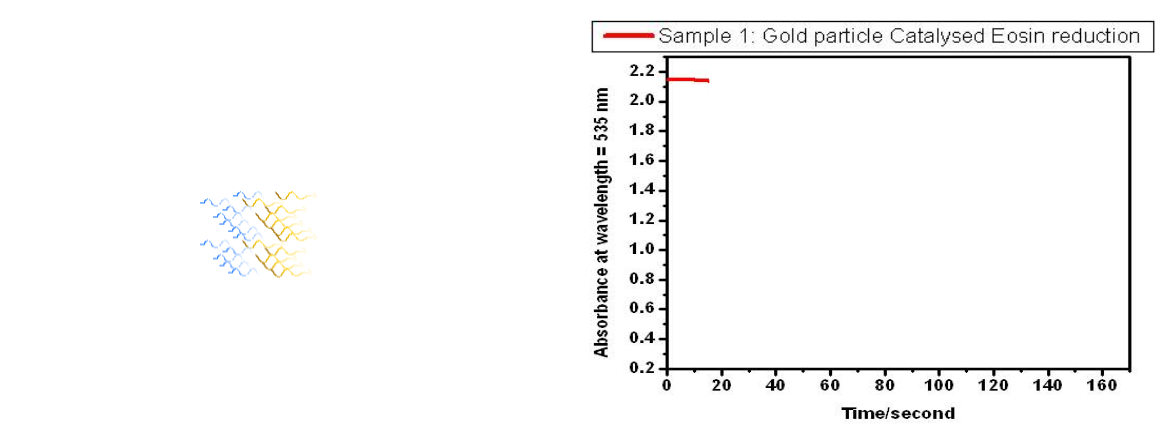 Sample 1: Gold particle Catalysed Eosin reduction
Absorbance at wavelength = 535 nm
2.2
2.0
1.8
1.6
1.4
1.2
1.0
0.8
0.6
0.4
0.2
0 20 40 60 80 100 120 140 160
Time/second